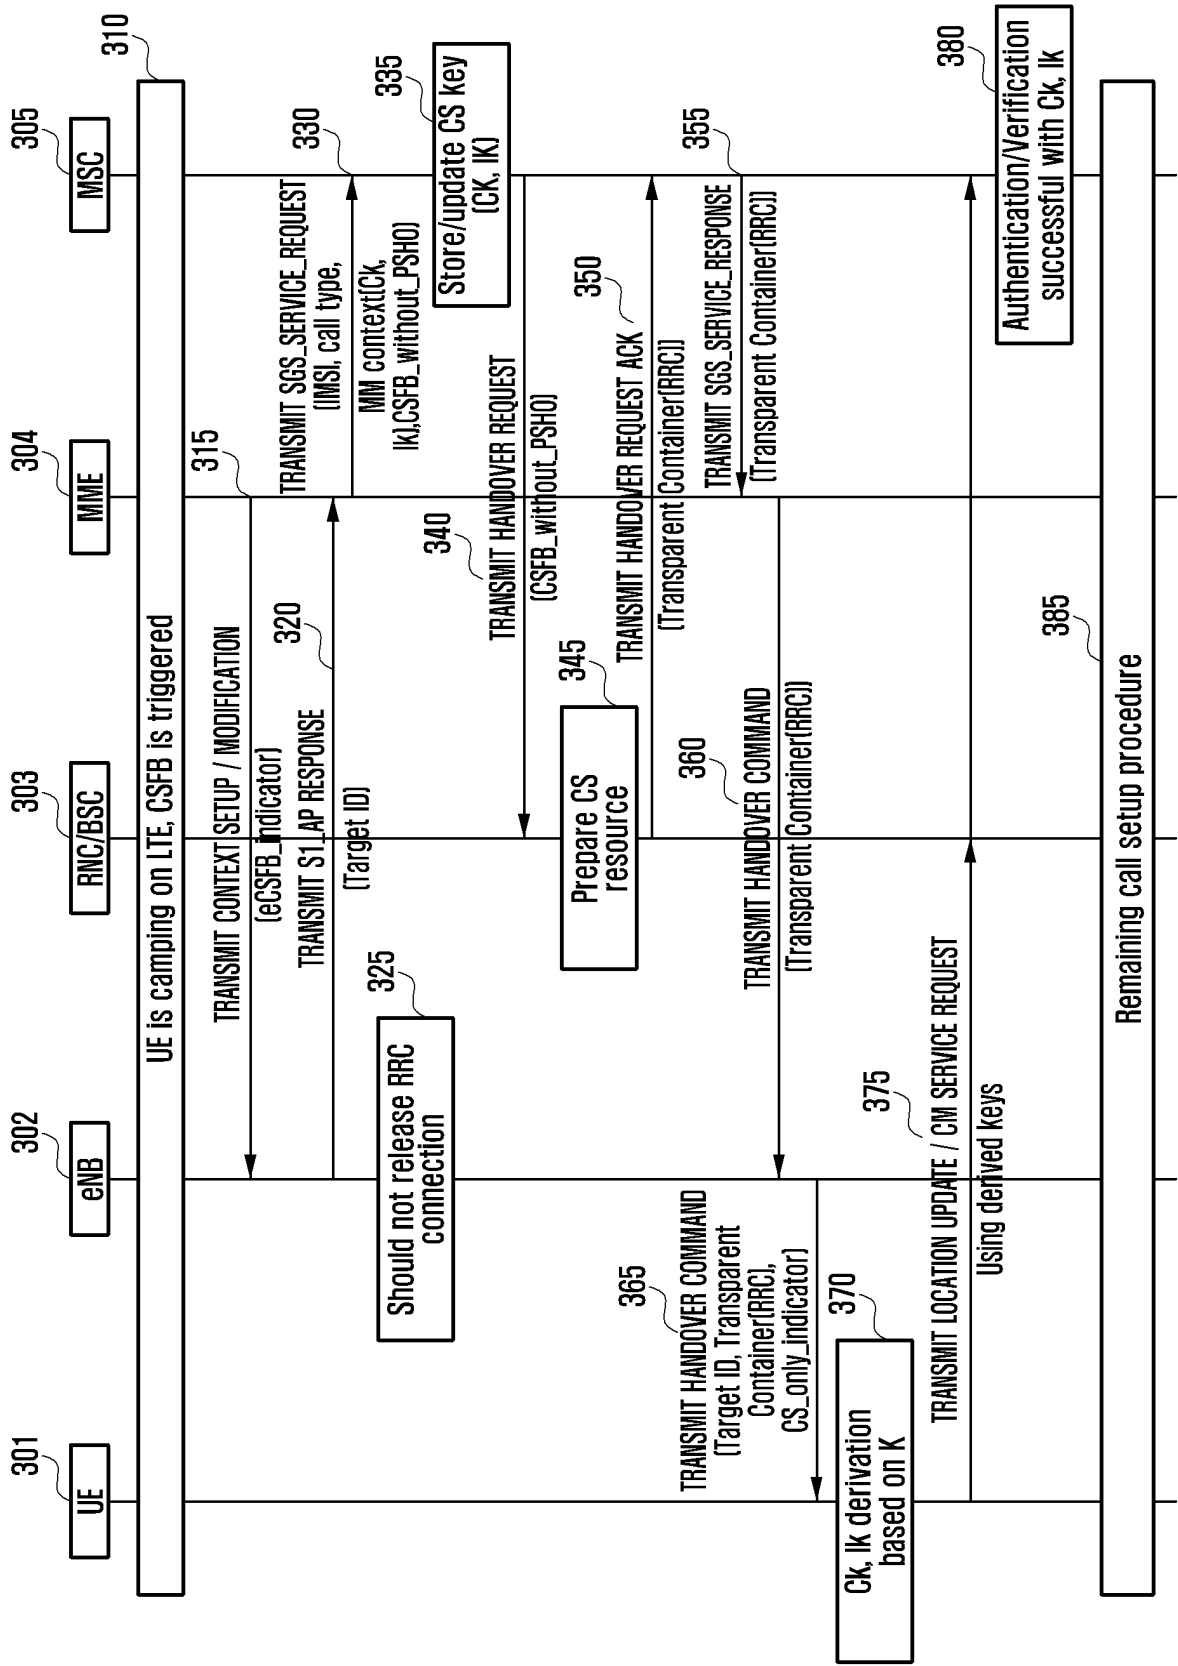 301
302
303
304
305
UE
eNB
RNC/BSC
MME
MSC
310
UE is camping on LTE, CSFB is triggered
315
TRANSMIT CONTEXT SETUP / MODIFICATION
(eCSFB_indicator)
320
TRANSMIT S1_AP RESPONSE
(Target ID)
325
Should not release RRC
connection
TRANSMIT SGS_SERVICE_REQUEST
(IMSI, call type,
330
MM context(CK,
IK),CSFB_without_PSHO)
335
Store/update CS key
(CK, IK)
340
TRANSMIT HANDOVER REQUEST
(CSFB_without_PSHO)
345
Prepare CS
resource
350
TRANSMIT HANDOVER REQUEST ACK
(Transparent Container(RRC))
355
TRANSMIT SGS_SERVICE_RESPONSE
(Transparent Container(RRC))
360
TRANSMIT HANDOVER COMMAND
(Transparent Container(RRC))
365
TRANSMIT HANDOVER COMMAND
(Target ID, Transparent
Container(RRC),
CS_only_indicator)
370
CK, IK derivation
based on K
375
TRANSMIT LOCATION UPDATE / CM SERVICE REQUEST
Using derived keys
380
Authentication/Verification
successful with Ck, Ik
385
Remaining call setup procedure